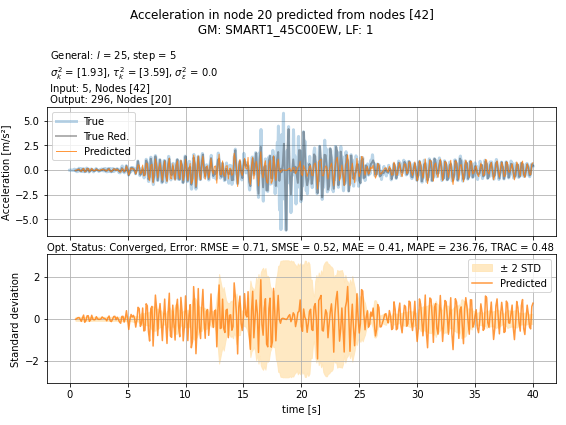 Acceleration in node 20 predicted from nodes [42]
GM: SMART1_45C00EW, LF: 1
General: l = 25, step = 5
σ²ₖ = [1.93], τ²ₖ = [3.59], σ²ε = 0.0
Input: 5, Nodes [42]
Output: 296, Nodes [20]
Acceleration [m/s²]
5.0
2.5
0.0
−2.5
−5.0
True
True Red.
Predicted
Opt. Status: Converged, Error: RMSE = 0.71, SMSE = 0.52, MAE = 0.41, MAPE = 236.76, TRAC = 0.48
Standard deviation
2
0
−2
± 2 STD
Predicted
0 5 10 15 20 25 30 35 40
time [s]